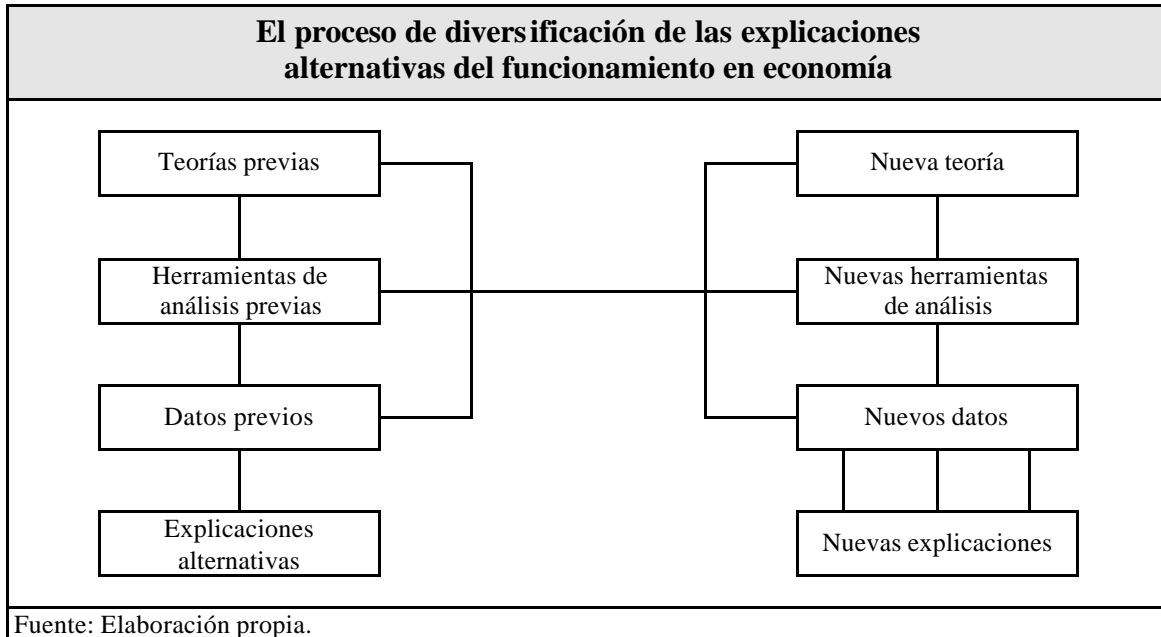 El proceso de diversificación de las explicaciones
alternativas del funcionamiento en economía
Teorías previas
Nueva teoría
Herramientas de
análisis previas
Nuevas herramientas
de análisis
Datos previos
Nuevos datos
Explicaciones
alternativas
Nuevas explicaciones
Fuente: Elaboración propia.